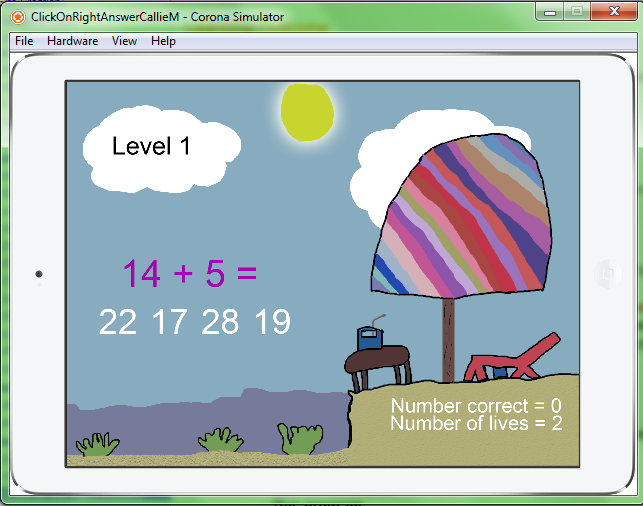 ClickOnRightAnswerCallieM - Corona Simulator
File Hardware View Help
Level 1
14 + 5 =
22 17 28 19
Number correct = 0
Number of lives = 2